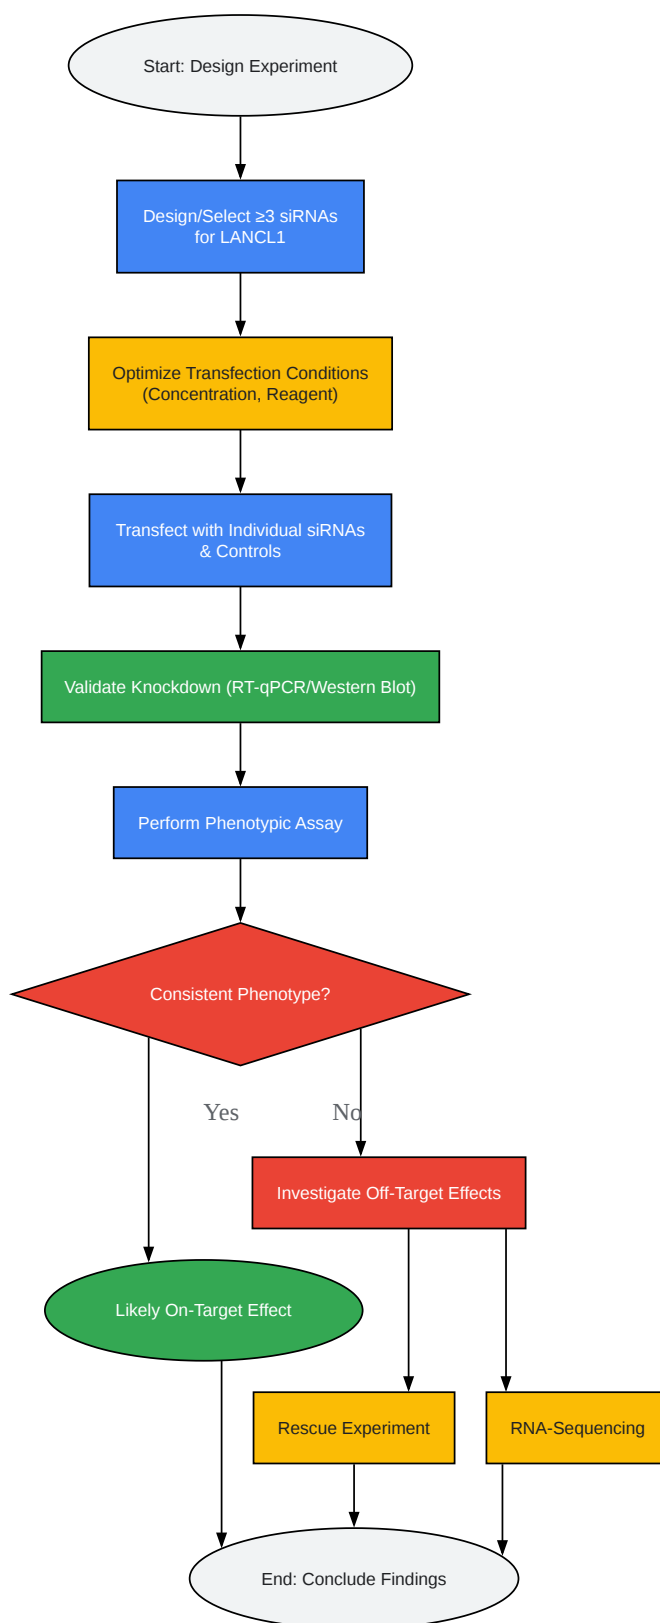 Start: Design Experiment
Design/Select ≥3 siRNAs
for LANCL1
Optimize Transfection Conditions
(Concentration, Reagent)
Transfect with Individual siRNAs
& Controls
Validate Knockdown (RT-qPCR/Western Blot)
Perform Phenotypic Assay
Consistent Phenotype?
Yes
No
Investigate Off-Target Effects
Likely On-Target Effect
Rescue Experiment
RNA-Sequencing
End: Conclude Findings